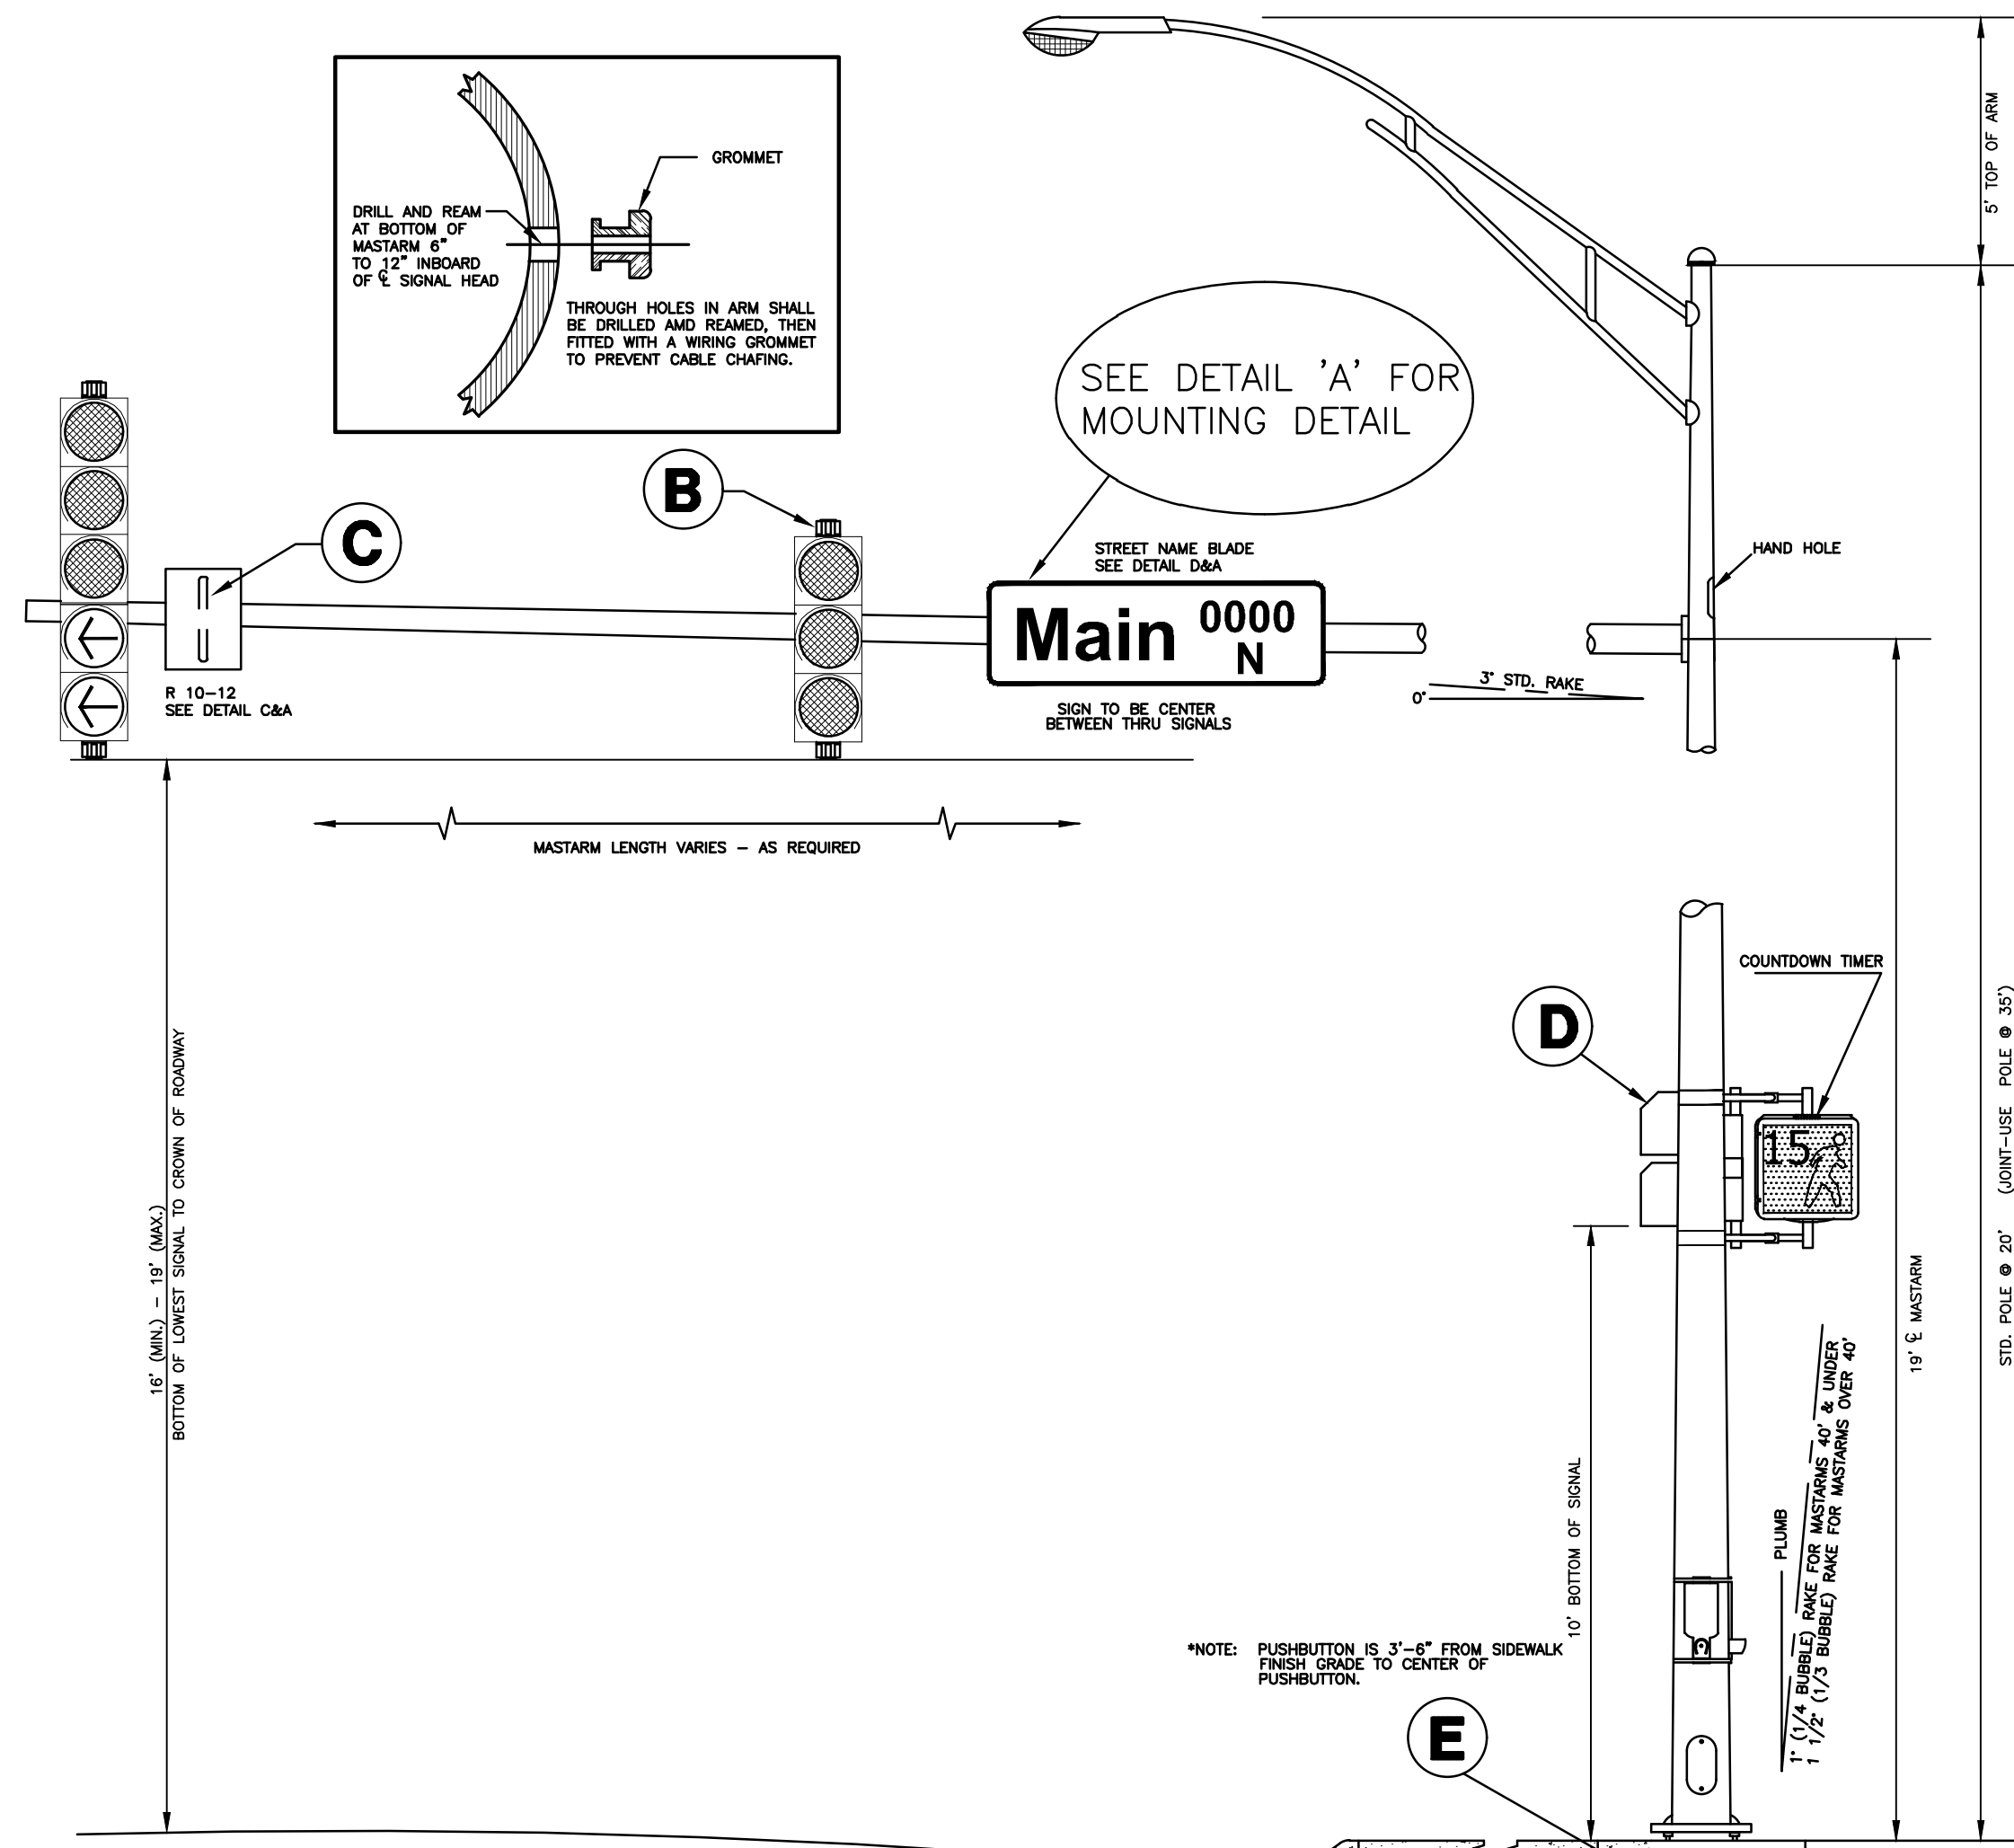 GROMMET
DRILL AND REAM
AT BOTTOM OF
MASTARM 6"
TO 12" INBOARD
OF ℄ SIGNAL HEAD
THROUGH HOLES IN ARM SHALL
BE DRILLED AMD REAMED, THEN
FITTED WITH A WIRING GROMMET
TO PREVENT CABLE CHAFING.
5' TOP OF ARM
SEE DETAIL 'A' FOR
MOUNTING DETAIL
B
C
STREET NAME BLADE
SEE DETAIL D&A
HAND HOLE
Main 0000
N
R 10-12
SEE DETAIL C&A
SIGN TO BE CENTER
BETWEEN THRU SIGNALS
3° STD. RAKE
0°
MASTARM LENGTH VARIES - AS REQUIRED
COUNTDOWN TIMER
D
15
16' (MIN.) - 19' (MAX.)
BOTTOM OF LOWEST SIGNAL TO CROWN OF ROADWAY
10' BOTTOM OF SIGNAL
PLUMB
1° (1/4 BUBBLE) RAKE FOR MASTARMS 40' & UNDER
1 1/2° (1/3 BUBBLE) RAKE FOR MASTARMS OVER 40'
19' ℄ MASTARM
STD. POLE @ 20' (JOINT-USE POLE @ 35')
*NOTE: PUSHBUTTON IS 3'-6" FROM SIDEWALK
FINISH GRADE TO CENTER OF
PUSHBUTTON.
E